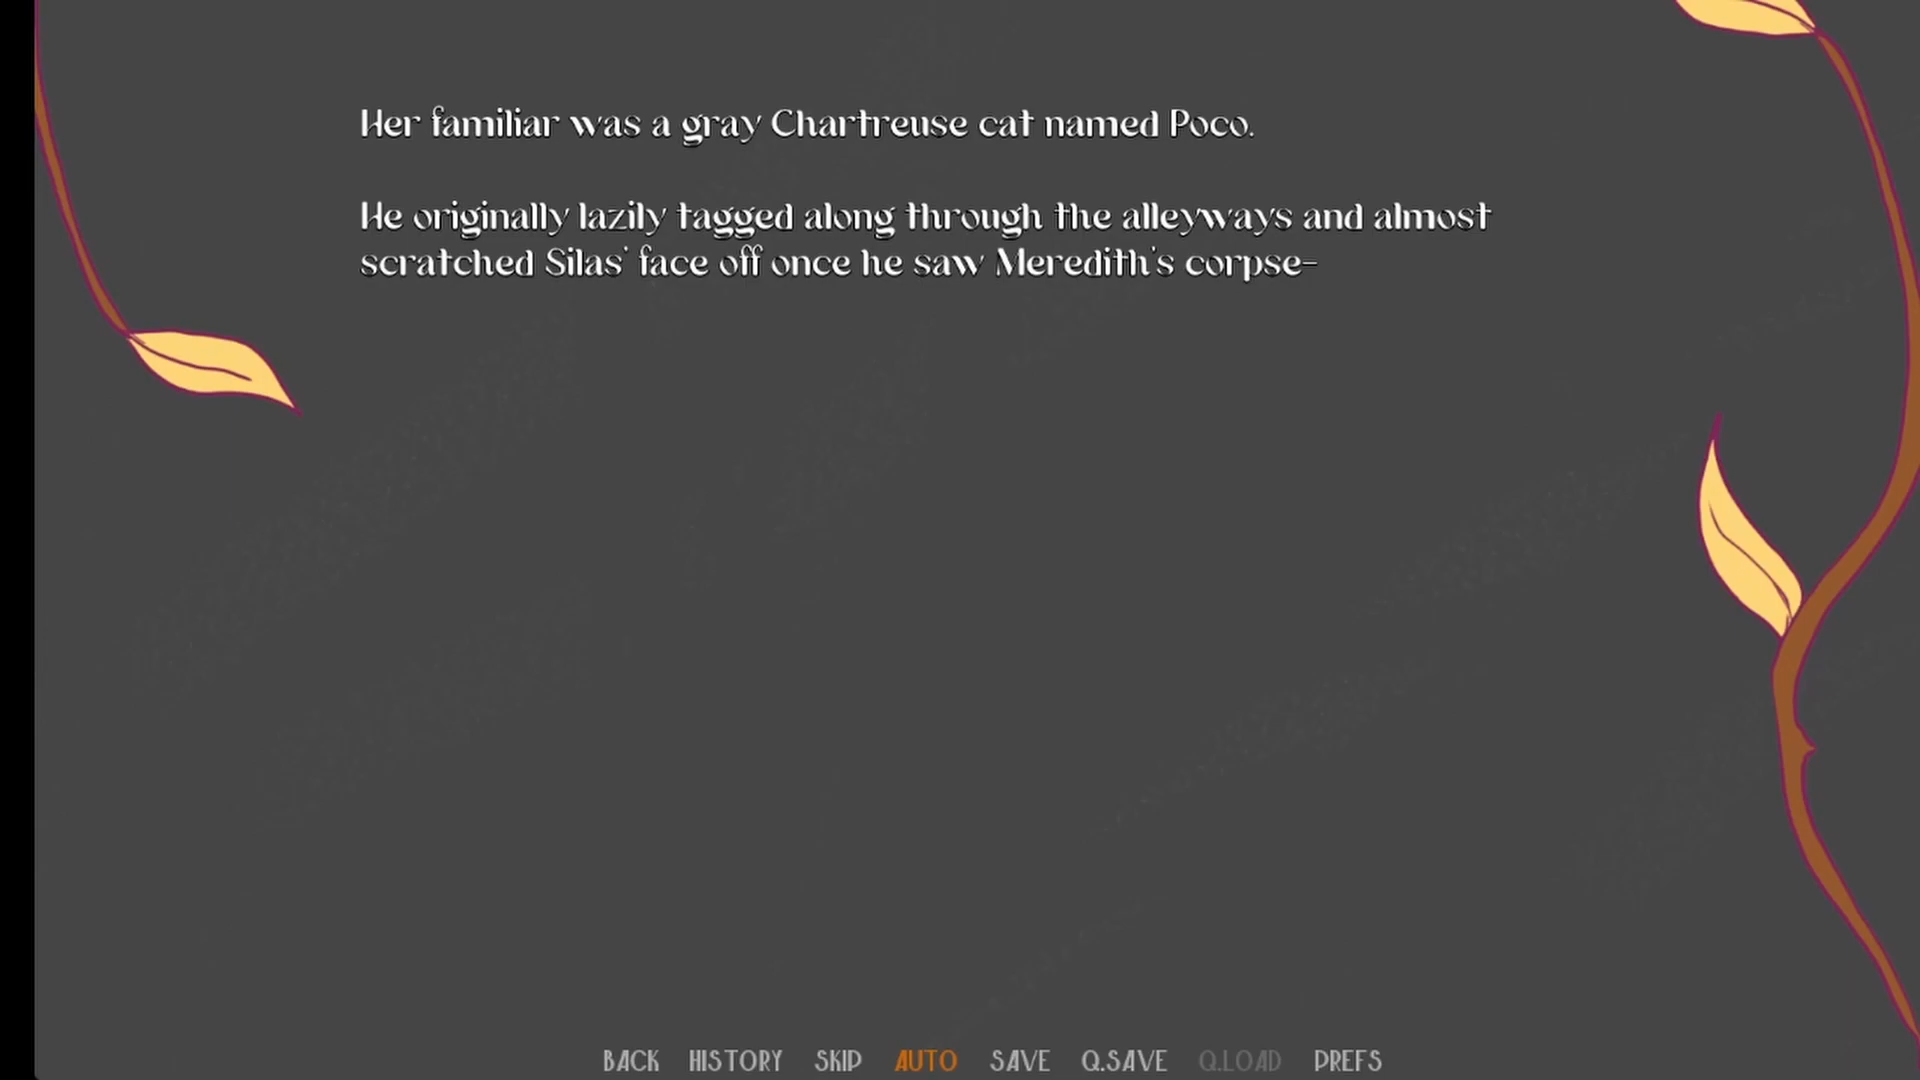 Her familiar was a gray Chartreuse cat named Poco.
He originally lazily tagged along through the alleyways and almost
scratched Silas' face off once he saw Meredith's corpse-
BACK HISTORY SKIP AUTO SAVE Q.SAVE Q.LOAD PREFS